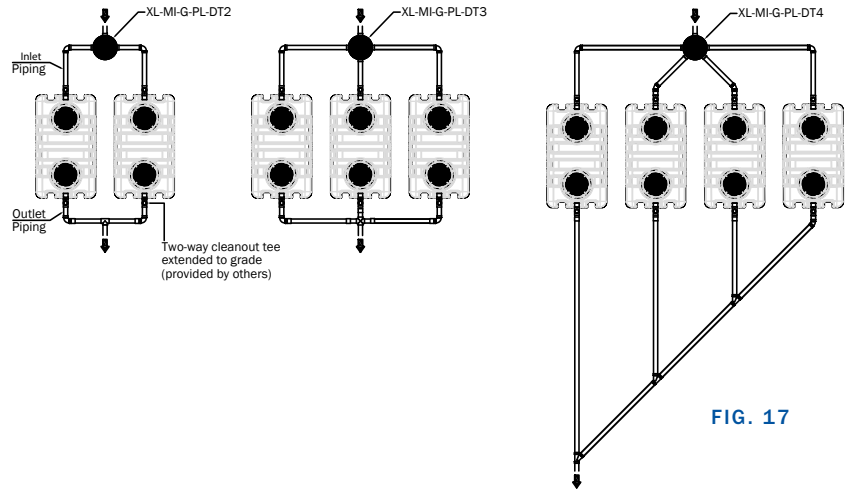 XL-MI-G-PL-DT2
XL-MI-G-PL-DT3
XL-MI-G-PL-DT4
Inlet
Piping
Outlet
Piping
Two-way cleanout tee
extended to grade
(provided by others)
FIG. 17